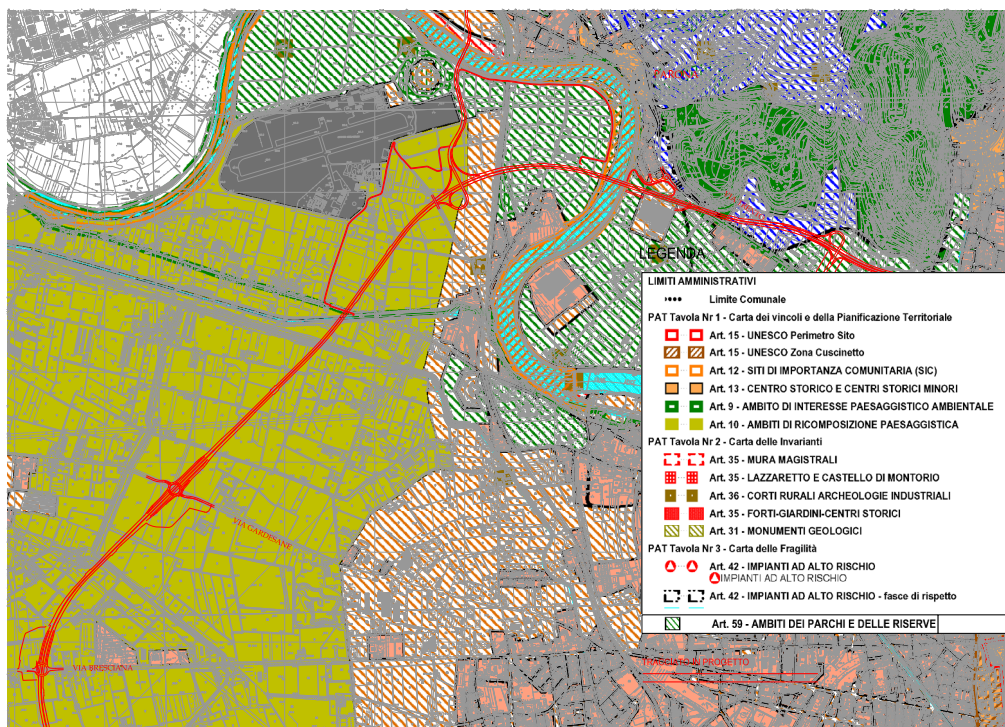 LEGENDA
LIMITI AMMINISTRATIVI
Limite Comunale
PAT Tavola Nr 1 - Carta dei vincoli e della Pianificazione Territoriale
Art. 15 - UNESCO Perimetro Sito
Art. 15 - UNESCO Zona Cuscinetto
Art. 12 - SITI DI IMPORTANZA COMUNITARIA (SIC)
Art. 13 - CENTRO STORICO E CENTRI STORICI MINORI
Art. 9 - AMBITO DI INTERESSE PAESAGGISTICO AMBIENTALE
Art. 10 - AMBITI DI RICOMPOSIZIONE PAESAGGISTICA
PAT Tavola Nr 2 - Carta delle Invarianti
Art. 35 - MURA MAGISTRALI
Art. 35 - LAZZARETTO E CASTELLO DI MONTORIO
Art. 36 - CORTI RURALI ARCHEOLOGIE INDUSTRIALI
Art. 35 - FORTI-GIARDINI-CENTRI STORICI
Art. 31 - MONUMENTI GEOLOGICI
PAT Tavola Nr 3 - Carta delle Fragilità
Art. 42 - IMPIANTI AD ALTO RISCHIO
IMPIANTI AD ALTO RISCHIO
Art. 42 - IMPIANTI AD ALTO RISCHIO - fasce di rispetto
Art. 59 - AMBITI DEI PARCHI E DELLE RISERVE
VIA GARDESANE
VIA BRESCIANA
TRACCIATO IN PROGETTO